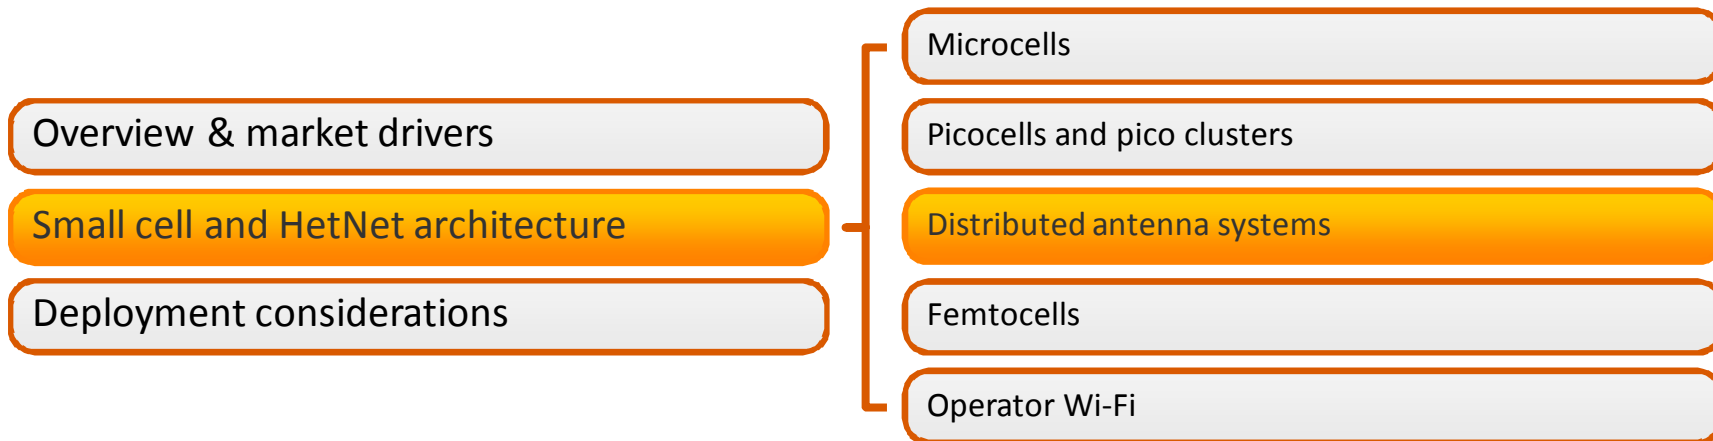 Overview & market drivers
Small cell and HetNet architecture
Deployment considerations
Microcells
Picocells and pico clusters
Distributed antenna systems
Femtocells
Operator Wi-Fi